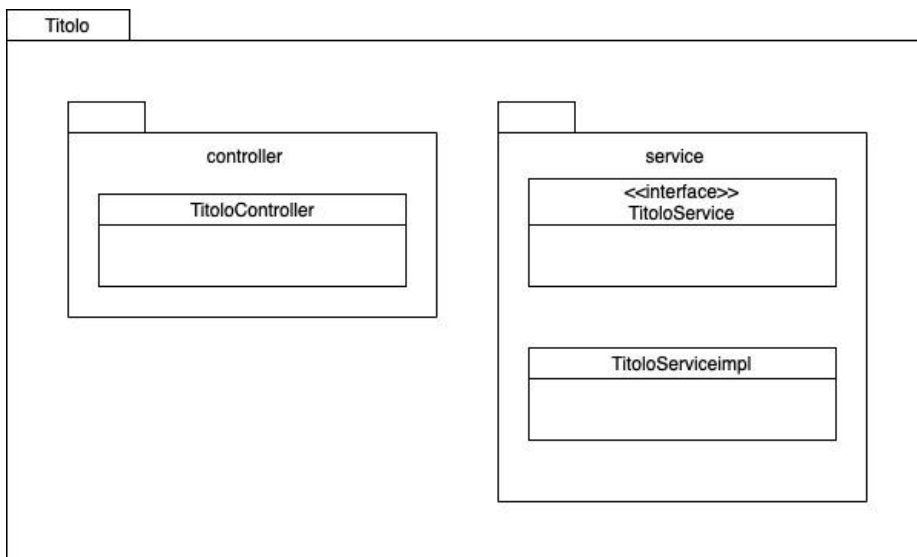 Titolo
controller
TitoloController
service
<<interface>>
TitoloService
TitoloServiceimpl